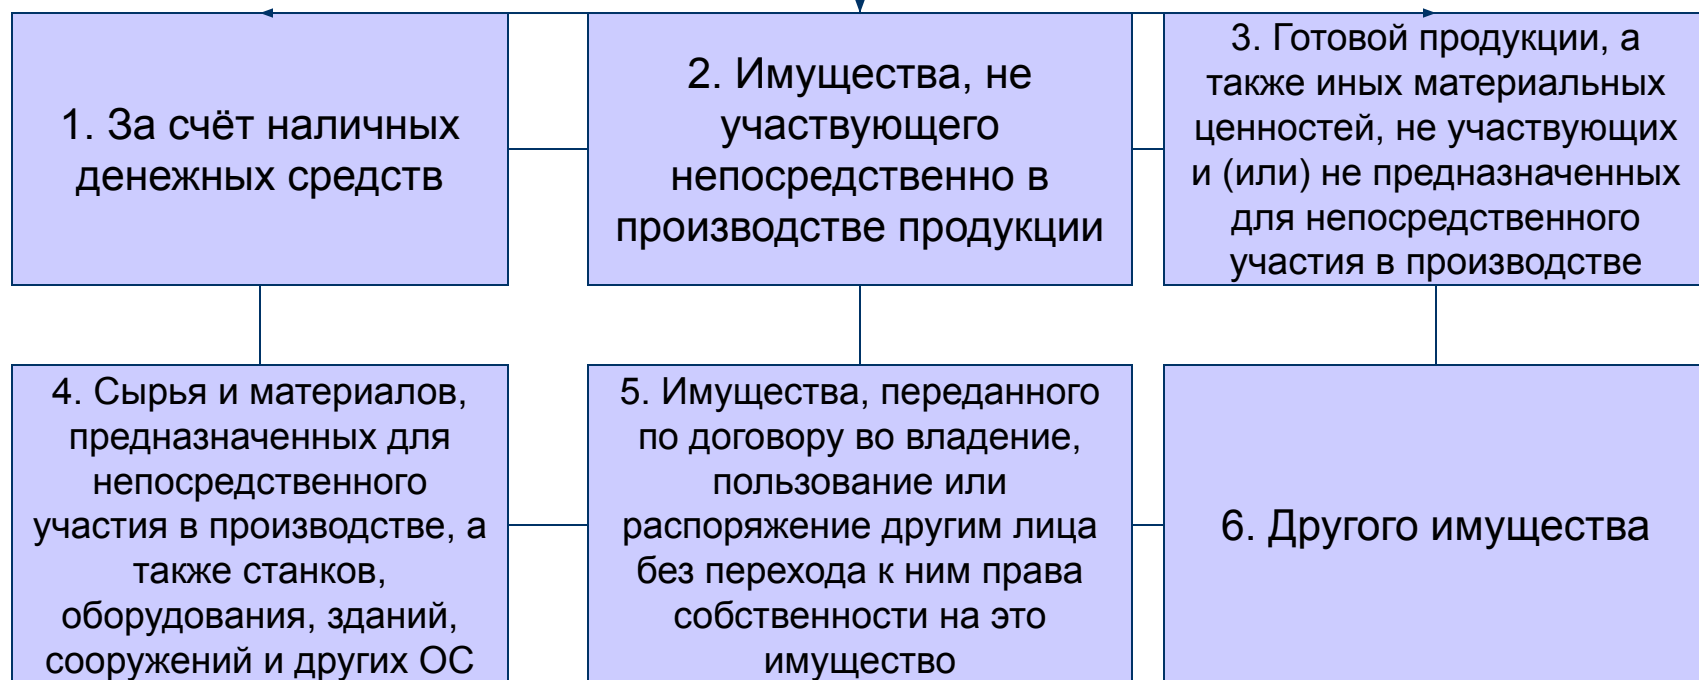 1. За счёт наличных
денежных средств
2. Имущества, не
участвующего
непосредственно в
производстве продукции
3. Готовой продукции, а
также иных материальных
ценностей, не участвующих
и (или) не предназначенных
для непосредственного
участия в производстве
4. Сырья и материалов,
предназначенных для
непосредственного
участия в производстве, а
также станков,
оборудования, зданий,
сооружений и других ОС
5. Имущества, переданного
по договору во владение,
пользование или
распоряжение другим лица
без перехода к ним права
собственности на это
имущество
6. Другого имущества